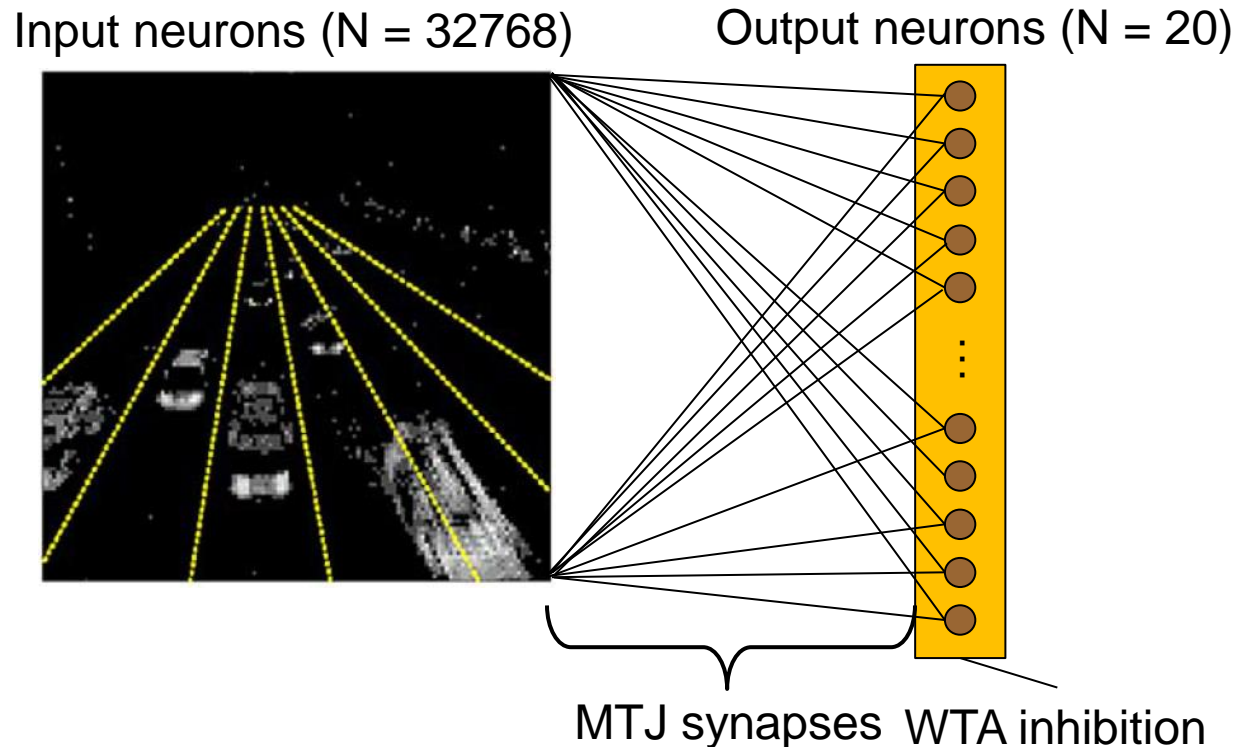 Input neurons (N = 32768)
Output neurons (N = 20)
MTJ synapses
WTA inhibition